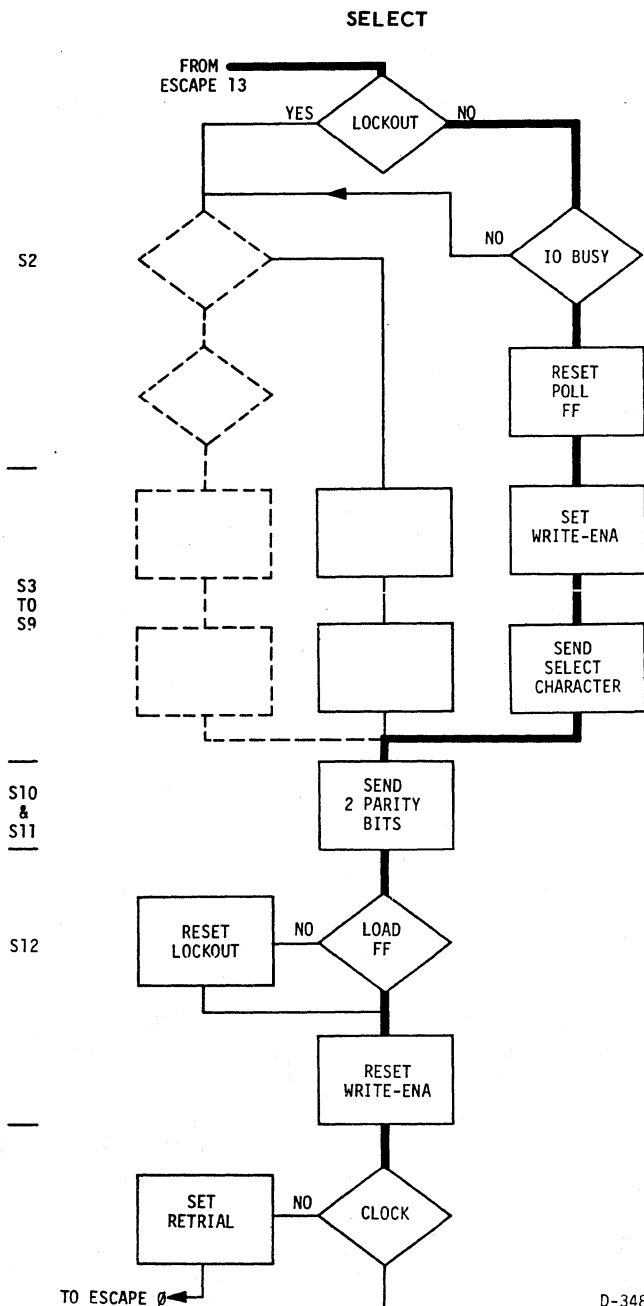 SELECT
FROM
ESCAPE 13
YES
LOCKOUT
NO
S2
NO
IO BUSY
RESET
POLL
FF
SET
WRITE-ENA
S3
TO
S9
SEND
SELECT
CHARACTER
S10
&
S11
SEND
2 PARITY
BITS
S12
RESET
LOCKOUT
NO
LOAD
FF
RESET
WRITE-ENA
SET
RETRIAL
NO
CLOCK
TO ESCAPE Ø
D-348